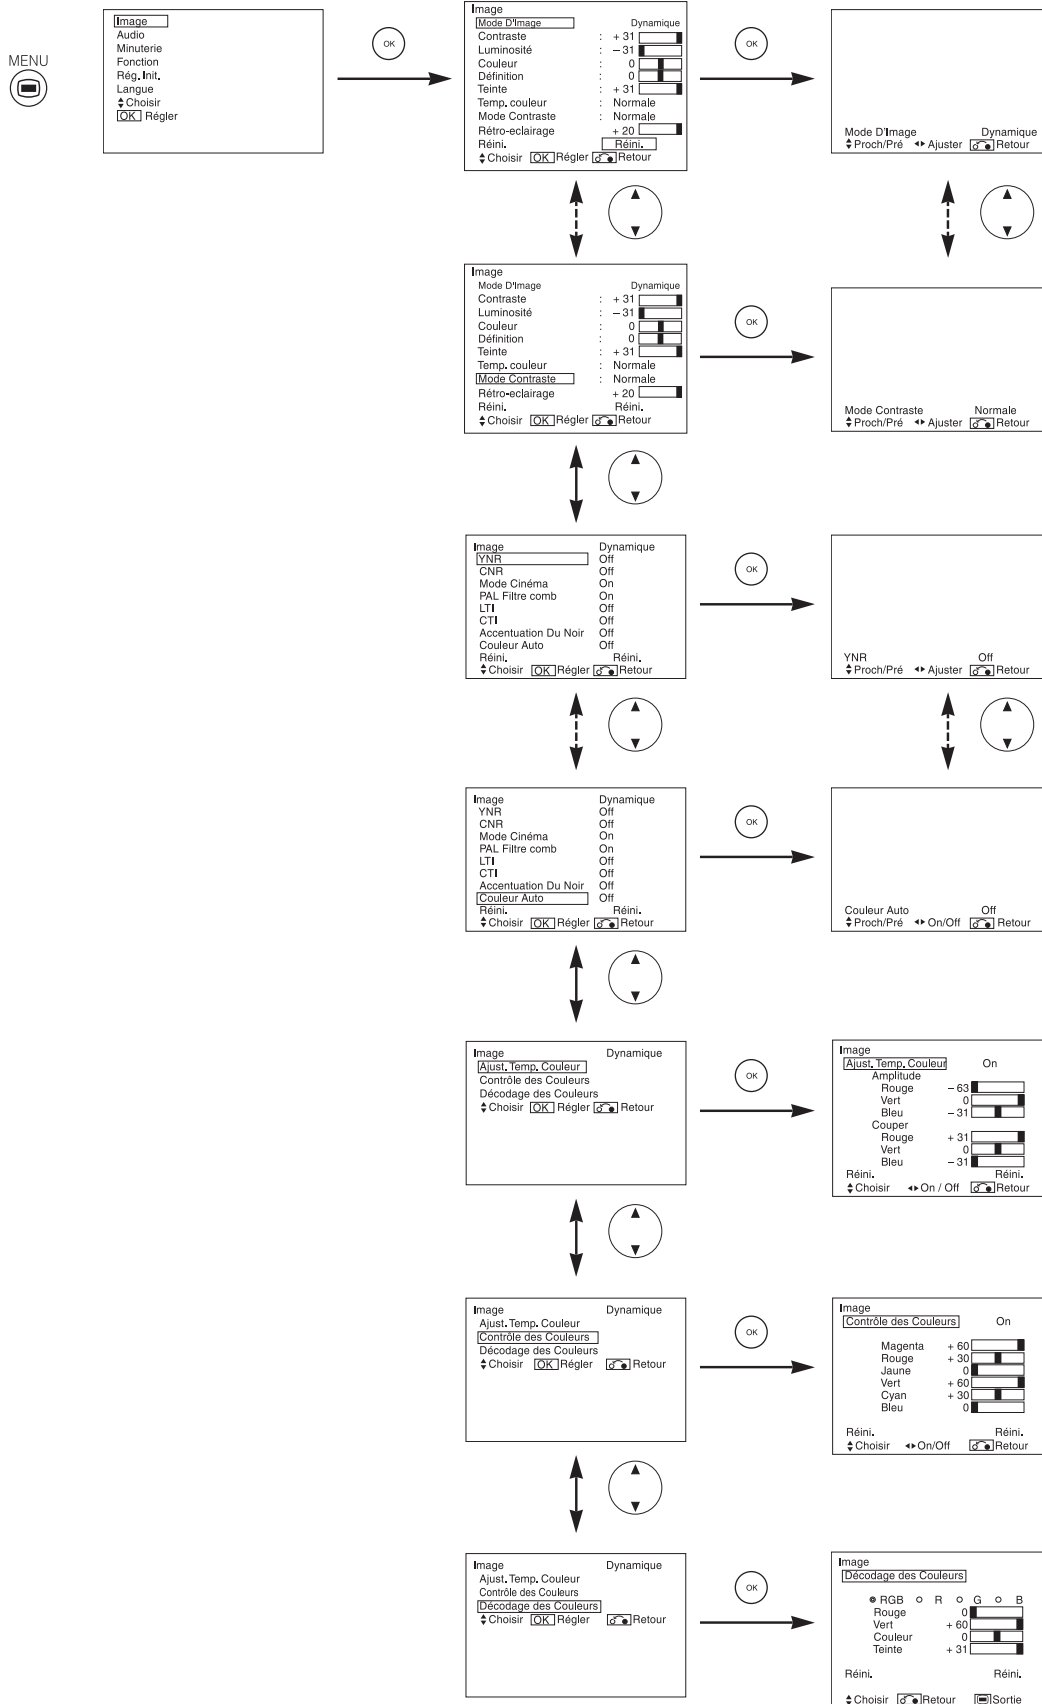 MENU
Image
Audio
Minuterie
Fonction
Rég. Init.
Langue
Choisir
OK Régler
OK
Image
Mode D'Image Dynamique
Contraste : + 31
Luminosité : – 31
Couleur : 0
Définition : 0
Teinte : + 31
Temp. couleur : Normale
Mode Contraste : Normale
Rétro-eclairage + 20
Réini. Réini.
Choisir OK Régler Retour
OK
Mode D'Image Dynamique
Proch/Pré Ajuster Retour
Image
Mode D'Image Dynamique
Contraste : + 31
Luminosité : – 31
Couleur : 0
Définition : 0
Teinte : + 31
Temp. couleur : Normale
Mode Contraste : Normale
Rétro-eclairage + 20
Réini. Réini.
Choisir OK Régler Retour
OK
Mode Contraste Normale
Proch/Pré Ajuster Retour
Image Dynamique
YNR Off
CNR Off
Mode Cinéma On
PAL Filtre comb On
LTI Off
CTI Off
Accentuation Du Noir Off
Couleur Auto Off
Réini. Réini.
Choisir OK Régler Retour
OK
YNR Off
Proch/Pré Ajuster Retour
Image Dynamique
YNR Off
CNR Off
Mode Cinéma On
PAL Filtre comb On
LTI Off
CTI Off
Accentuation Du Noir Off
Couleur Auto Off
Réini. Réini.
Choisir OK Régler Retour
OK
Couleur Auto Off
Proch/Pré On/Off Retour
Image Dynamique
Ajust. Temp. Couleur
Contrôle des Couleurs
Décodage des Couleurs
Choisir OK Régler Retour
OK
Image
Ajust. Temp. Couleur On
Amplitude
Rouge – 63
Vert 0
Bleu – 31
Couper
Rouge + 31
Vert 0
Bleu – 31
Réini. Réini.
Choisir On / Off Retour
Image Dynamique
Ajust. Temp. Couleur
Contrôle des Couleurs
Décodage des Couleurs
Choisir OK Régler Retour
OK
Image
Contrôle des Couleurs On
Magenta + 60
Rouge + 30
Jaune 0
Vert + 60
Cyan + 30
Bleu 0
Réini. Réini.
Choisir On/Off Retour
Image Dynamique
Ajust. Temp. Couleur
Contrôle des Couleurs
Décodage des Couleurs
Choisir OK Régler Retour
OK
Image
Décodage des Couleurs
RGB R G B
Rouge 0
Vert + 60
Couleur 0
Teinte + 31
Réini. Réini.
Choisir Retour Sortie